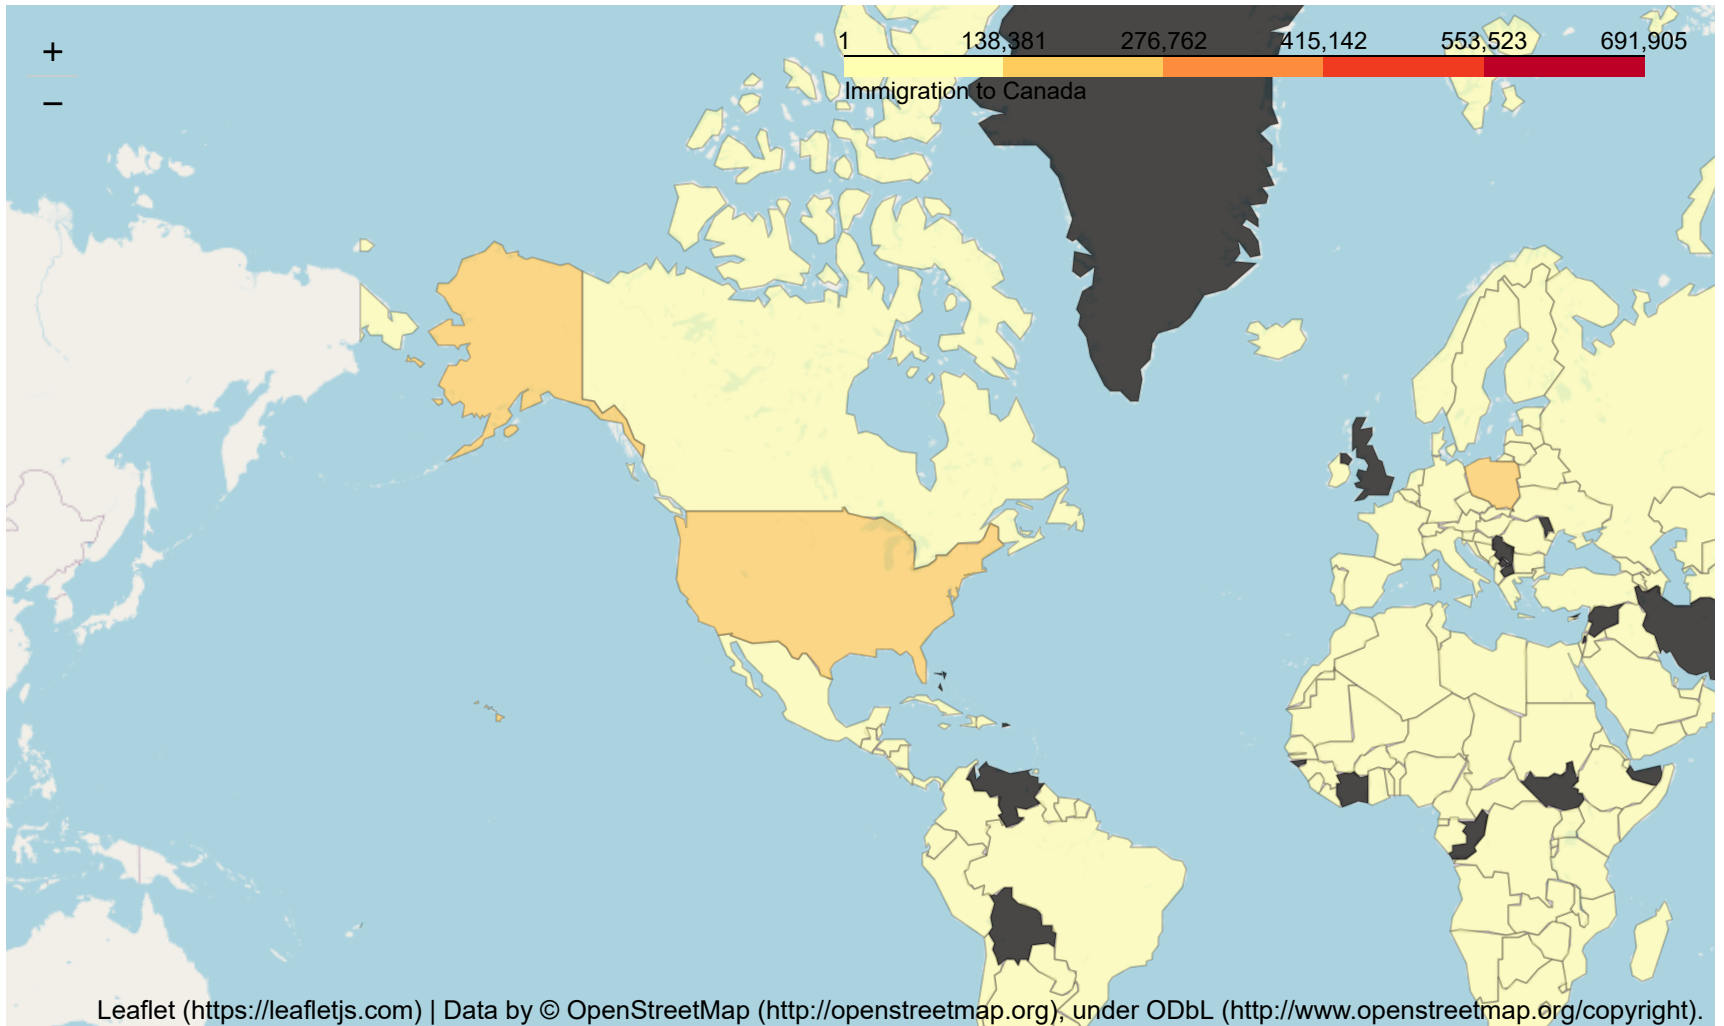 +
−
1 138,381 276,762 415,142 553,523 691,905
Immigration to Canada
Leaflet (https://leafletjs.com) | Data by © OpenStreetMap (http://openstreetmap.org), under ODbL (http://www.openstreetmap.org/copyright).